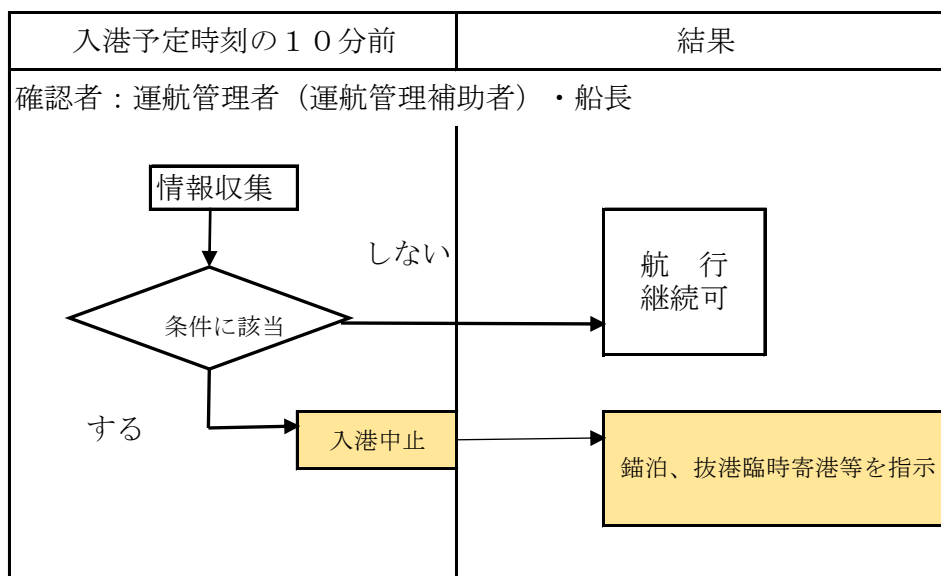 入港予定時刻の１０分前
結果
確認者：運航管理者（運航管理補助者）・船長
情報収集
しない
航　行
継続可
条件に該当
する
入港中止
錨泊、抜港臨時寄港等を指示